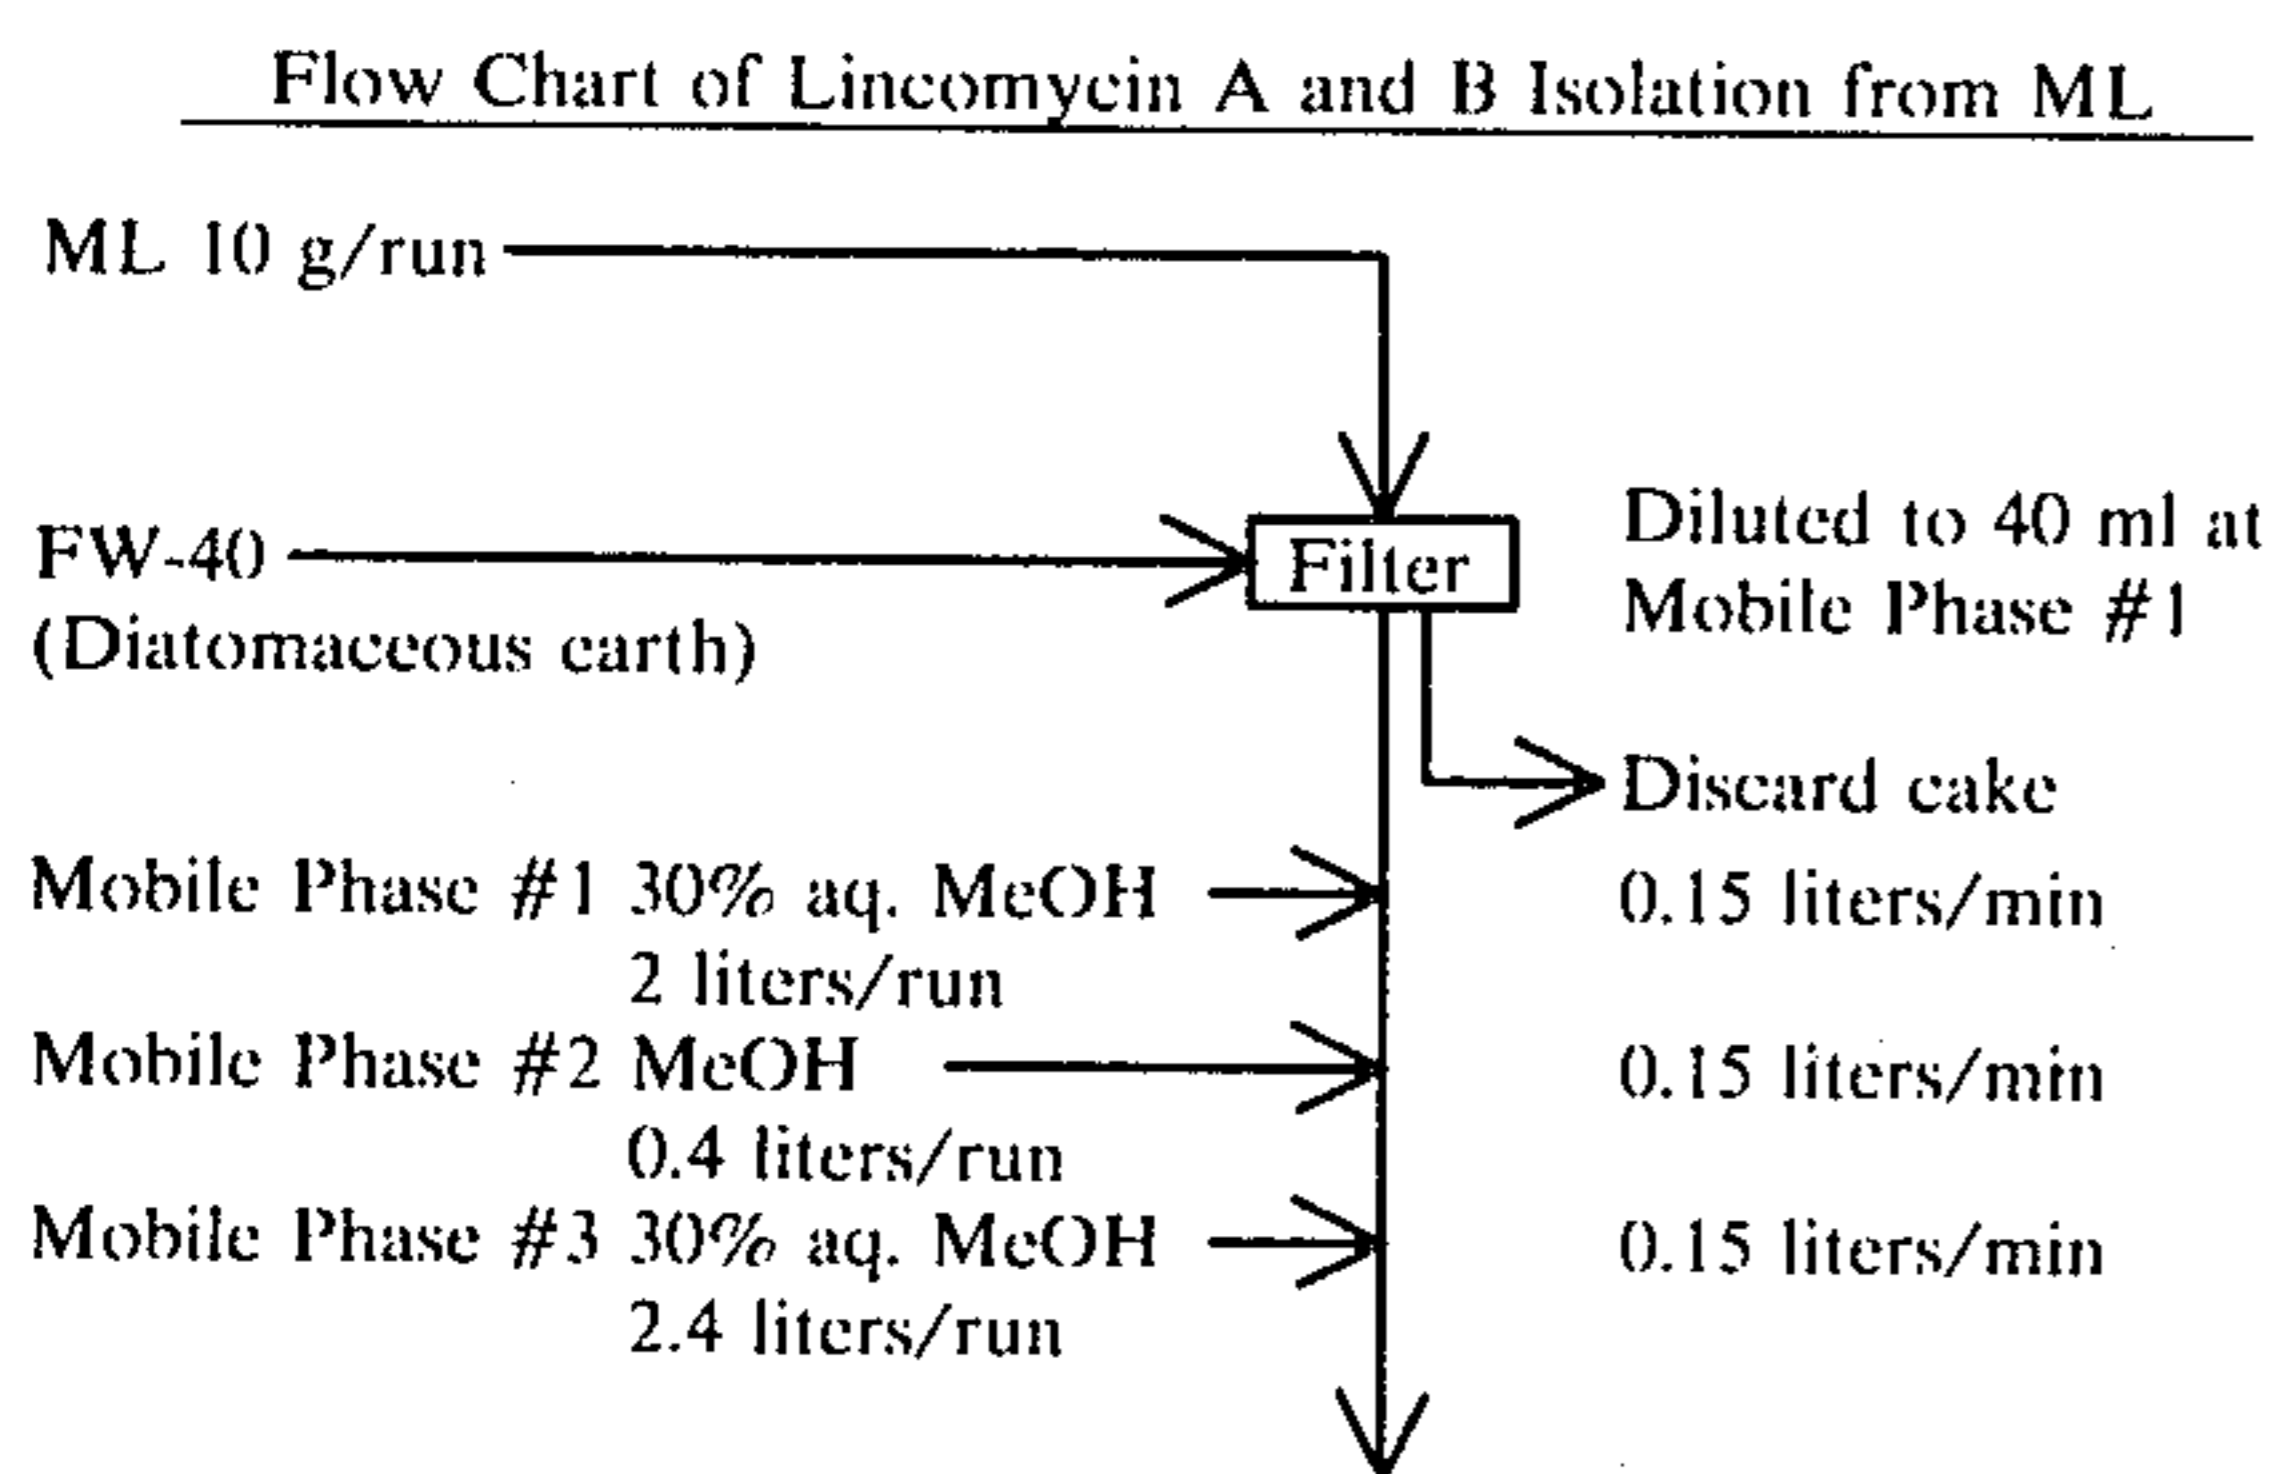 Flow Chart of Lincomycin A and B Isolation from ML
ML 10 g/run
FW-40
(Diatomaceous earth)
Filter
Diluted to 40 ml at
Mobile Phase #1
Discard cake
Mobile Phase #1 30% aq. MeOH
2 liters/run
0.15 liters/min
Mobile Phase #2 MeOH
0.4 liters/run
0.15 liters/min
Mobile Phase #3 30% aq. MeOH
2.4 liters/run
0.15 liters/min